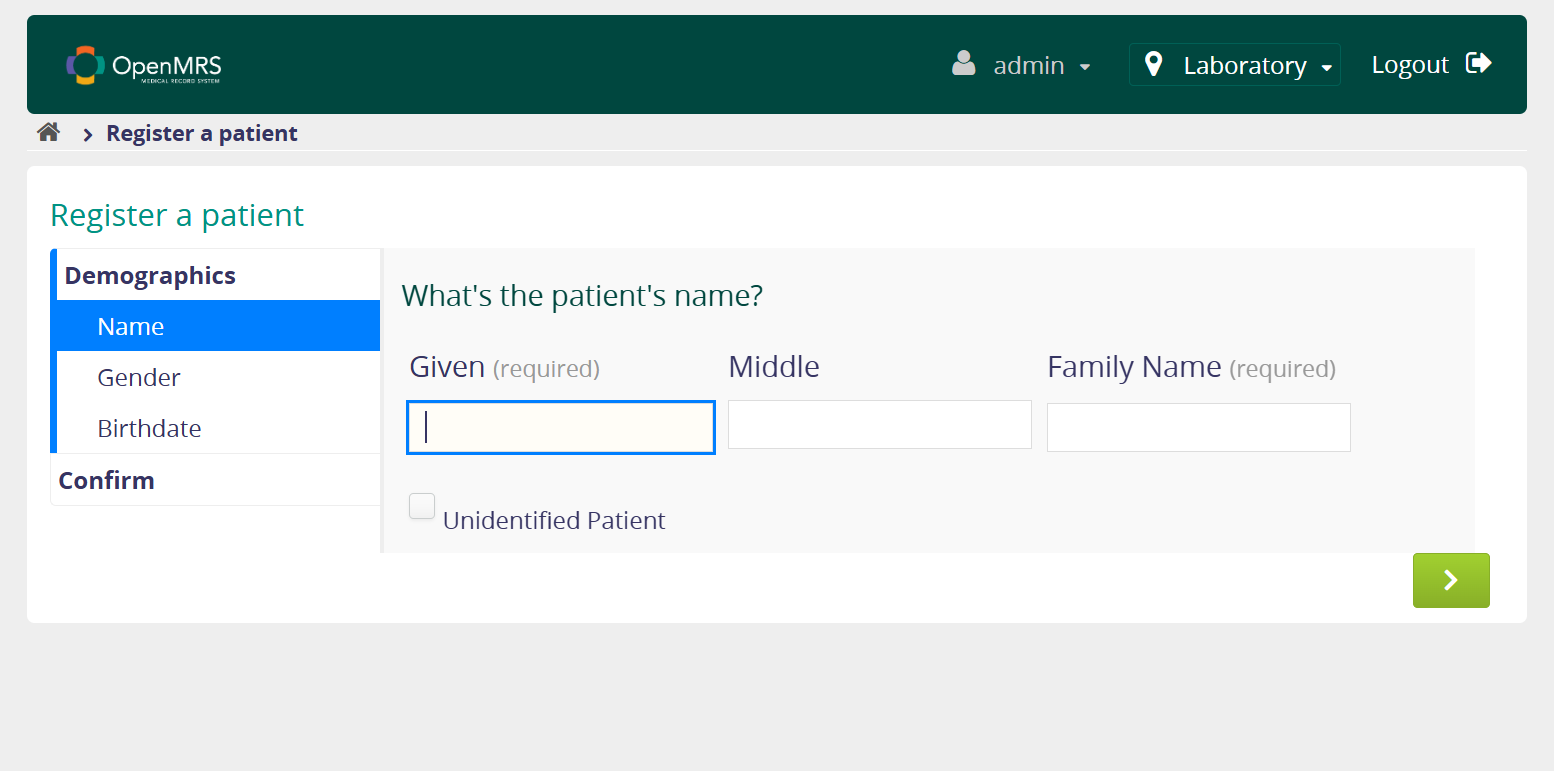 OpenMRS
MEDICAL RECORD SYSTEM
admin
Laboratory
Logout
Register a patient
Register a patient
Demographics
Name
Gender
Birthdate
Confirm
What's the patient's name?
Given (required) Middle Family Name (required)
Unidentified Patient